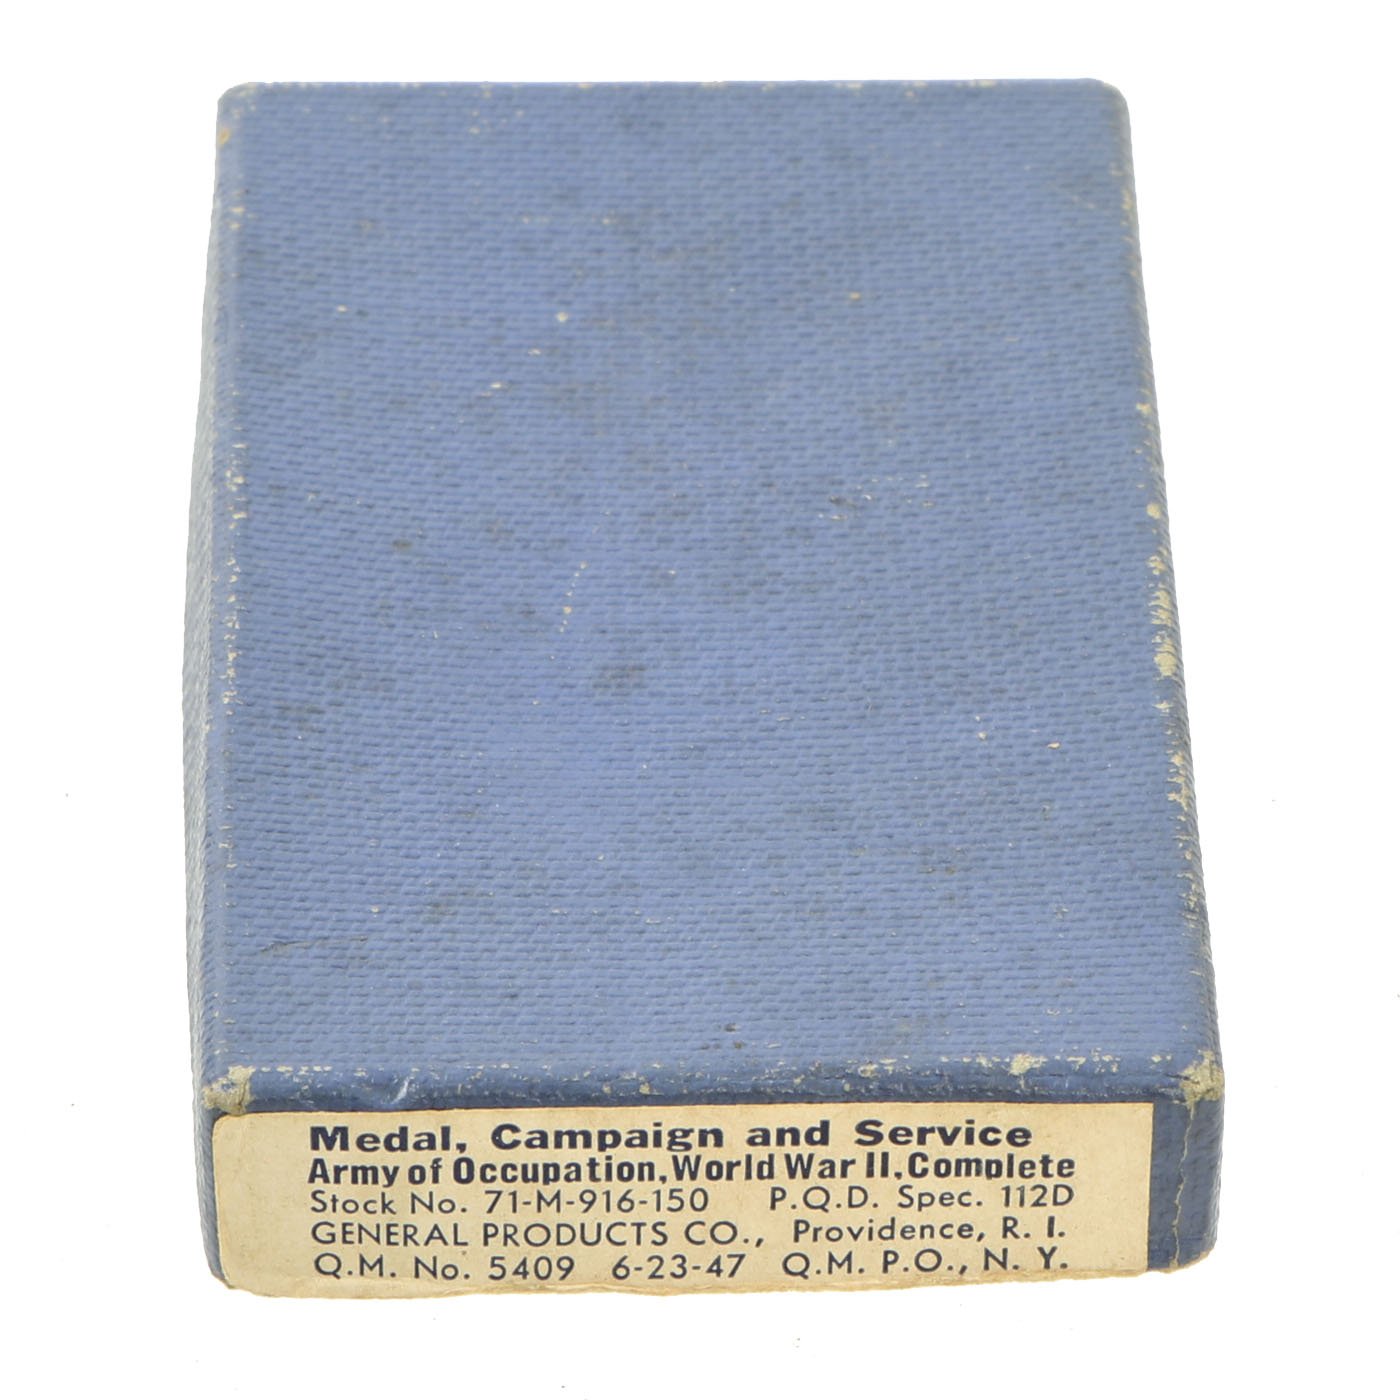 Medal, Campaign and Service
Army of Occupation, World War II, Complete
Stock No. 71-M-916-150 P.Q.D. Spec. 112D
GENERAL PRODUCTS CO., Providence, R. I.
Q.M. No. 5409 6-23-47 Q.M. P.O., N. Y.